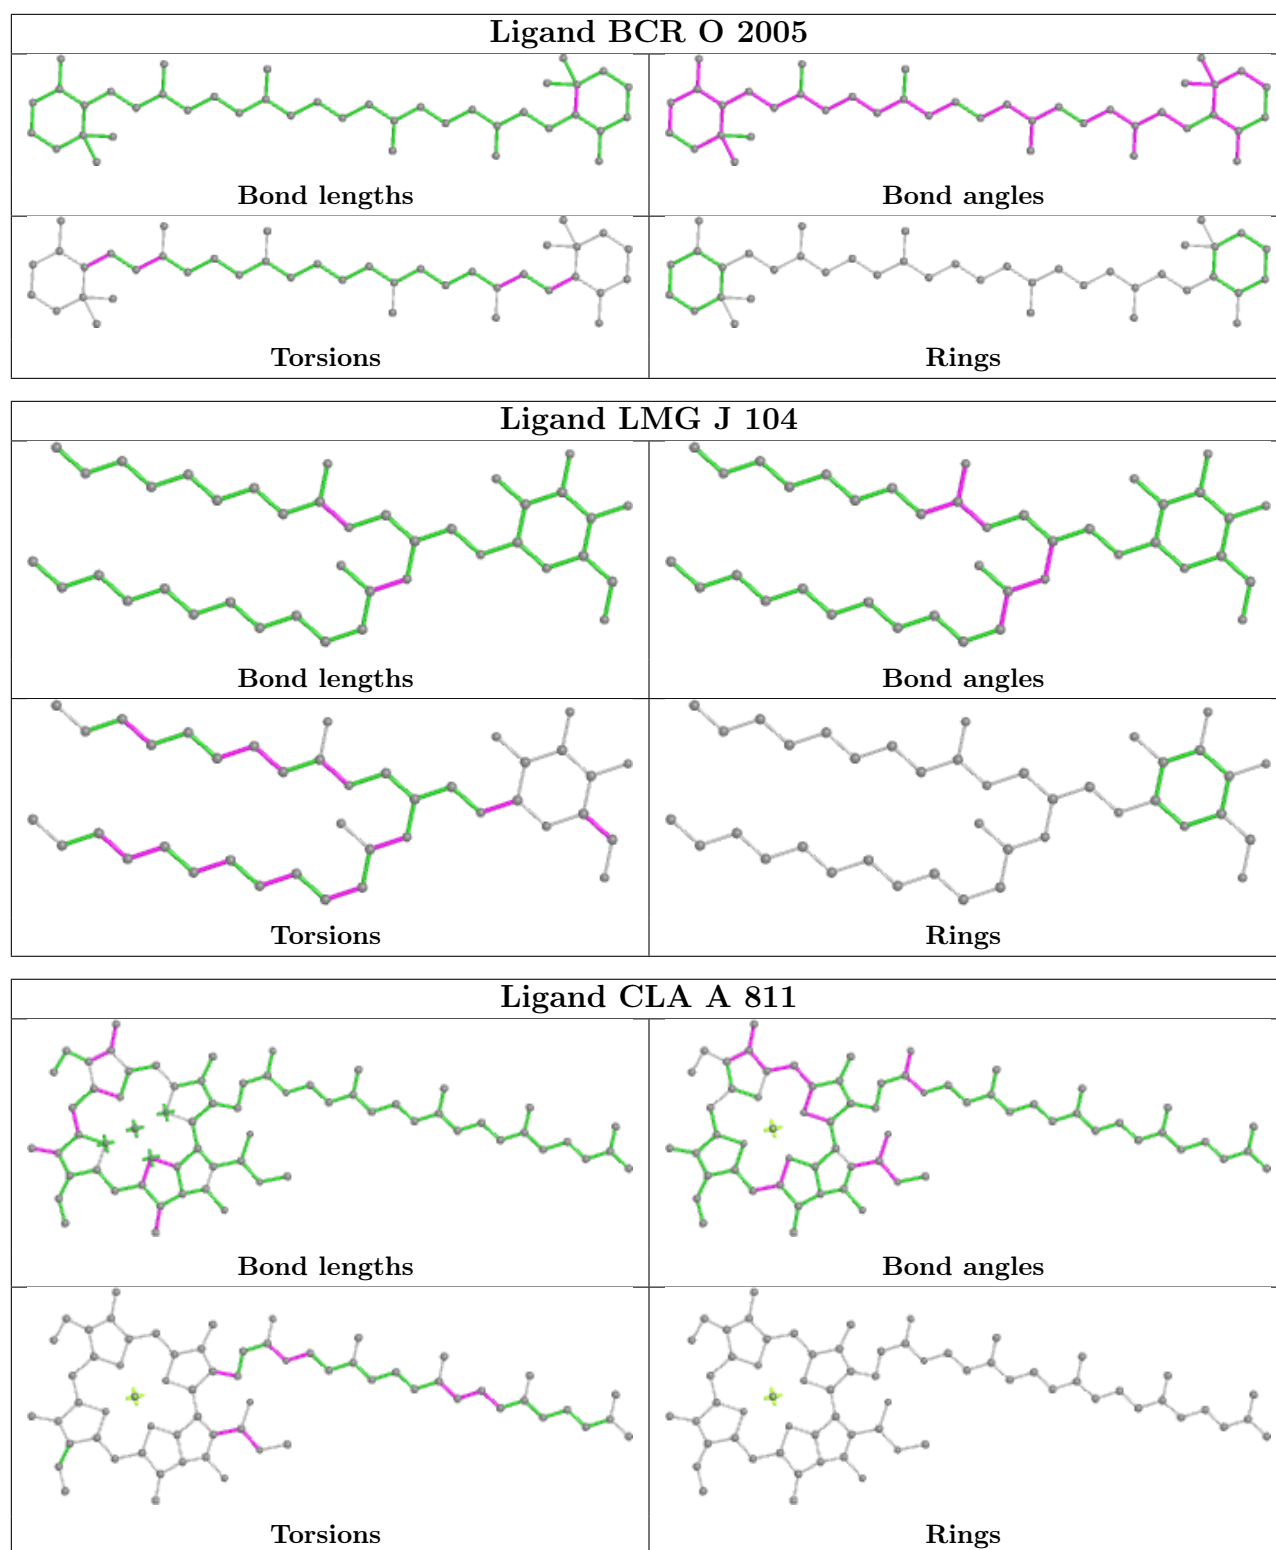 Ligand BCR O 2005
Bond lengths
Bond angles
Torsions
Rings
Ligand LMG J 104
Bond lengths
Bond angles
Torsions
Rings
Ligand CLA A 811
Bond lengths
Bond angles
Torsions
Rings